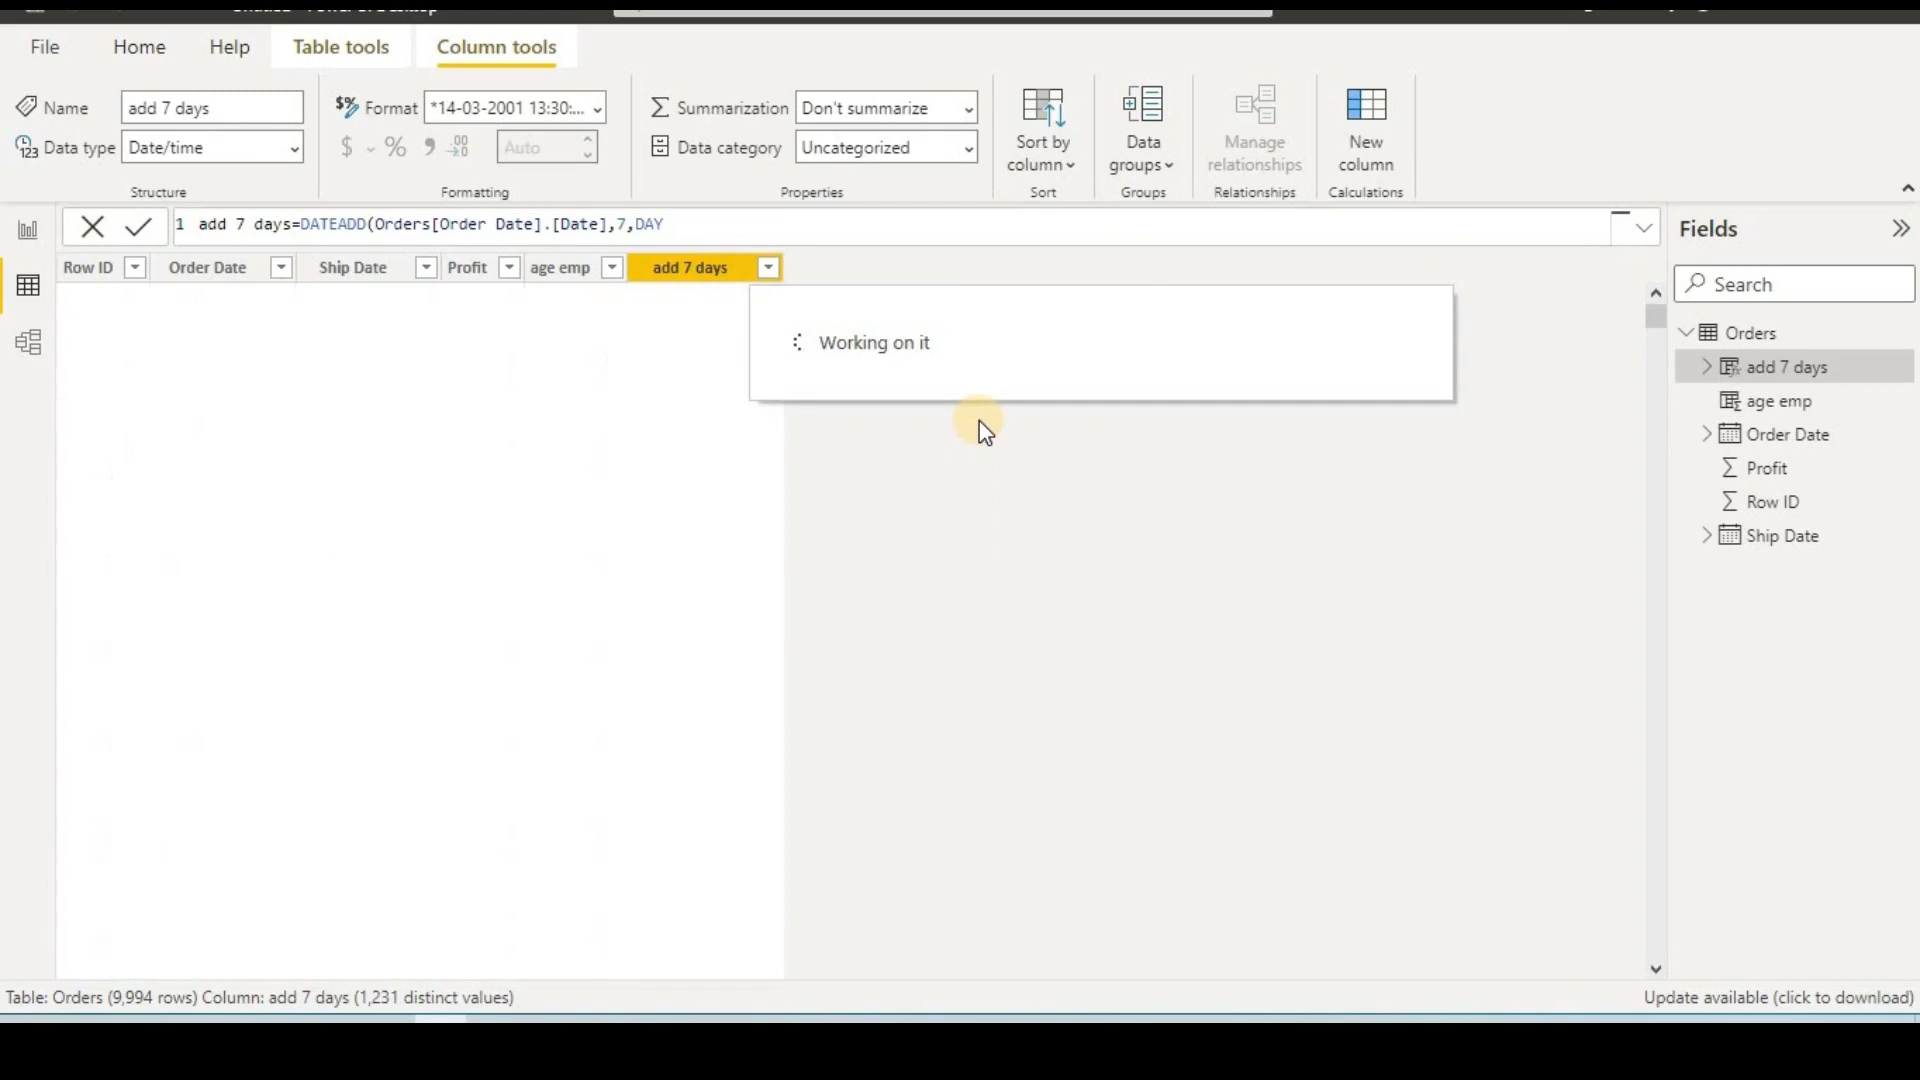 File Home Help Table tools Column tools
Name add 7 days $% Format *14-03-2001 13:30:... Summarization Don't summarize
Data type Date/time $ % 9 .00 Auto Data category Uncategorized
Sort by column Data groups Manage relationships New column
Structure Formatting Properties Sort Groups Relationships Calculations
1 add 7 days=DATEADD(Orders[Order Date].[Date],7,DAY
Row ID Order Date Ship Date Profit age emp add 7 days
Working on it
Fields
Search
Orders
add 7 days
age emp
Order Date
Profit
Row ID
Ship Date
Table: Orders (9,994 rows) Column: add 7 days (1,231 distinct values) Update available (click to download)